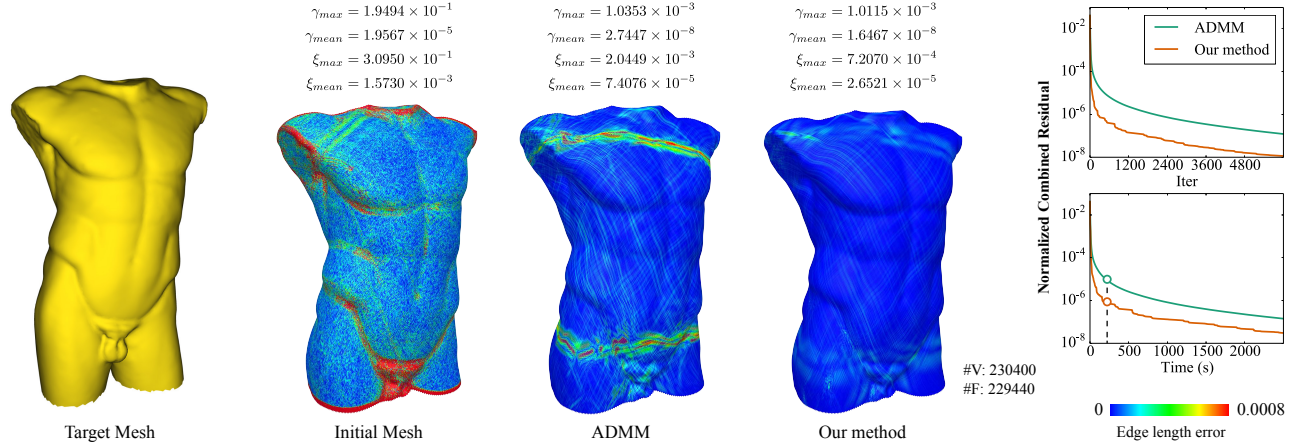 γmax = 1.9494 × 10⁻¹
γmean = 1.9567 × 10⁻⁵
ξmax = 3.0950 × 10⁻¹
ξmean = 1.5730 × 10⁻³
γmax = 1.0353 × 10⁻³
γmean = 2.7447 × 10⁻⁸
ξmax = 2.0449 × 10⁻³
ξmean = 7.4076 × 10⁻⁵
γmax = 1.0115 × 10⁻³
γmean = 1.6467 × 10⁻⁸
ξmax = 7.2070 × 10⁻⁴
ξmean = 2.6521 × 10⁻⁵
Target Mesh
Initial Mesh
ADMM
Our method
#V: 230400
#F: 229440
Normalized Combined Residual
10⁻²
10⁻⁴
10⁻⁶
10⁻⁸
ADMM
Our method
0 1200 2400 3600 4800
Iter
10⁻²
10⁻⁴
10⁻⁶
10⁻⁸
0 500 1000 1500 2000
Time (s)
0 0.0008
Edge length error